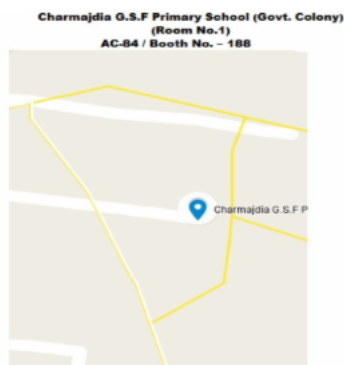 Charmajdia G.S.F Primary School (Govt. Colony)
(Room No.1)
AC-84 / Booth No. – 188
Charmajdia G.S.F P